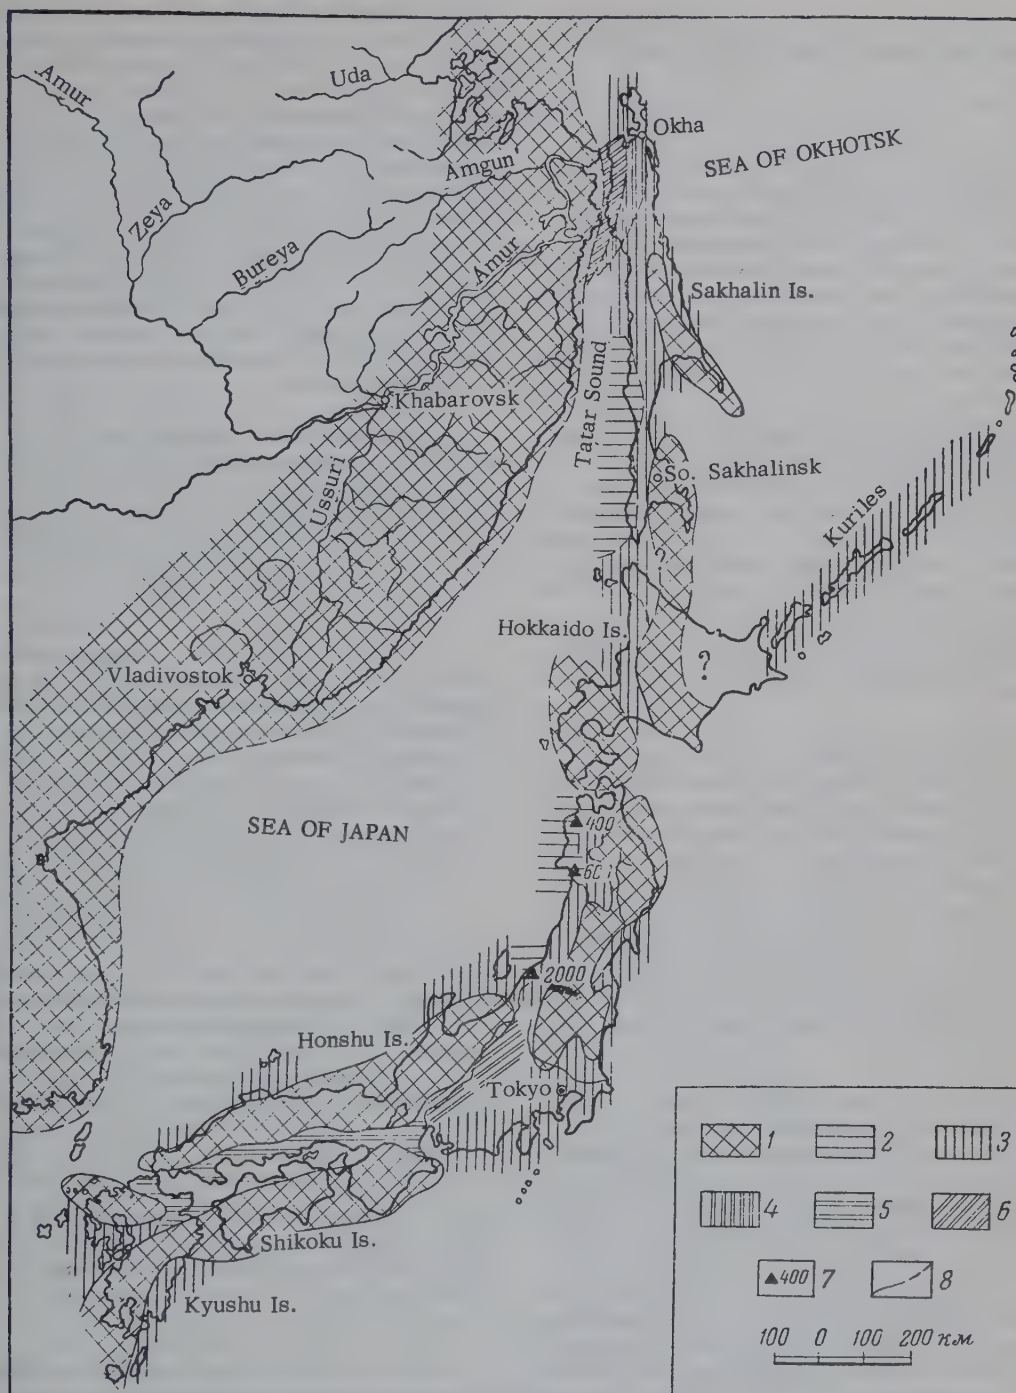 Amur
Uda
Okha
SEA OF OKHOTSK
Amgun'
Zeya
Bureya
Amur
Sakhalin Is.
Tatar Sound
Khabarovsk
So. Sakhalinsk
Ussuri
Kuriles
?
Hokkaido Is.
?
Vladivostok
SEA OF JAPAN
400
2000
Honshu Is.
Tokyo
Shikoku Is.
Kyushu Is.
1 2 3
4 5 6
400 7 8
100 0 100 200 км